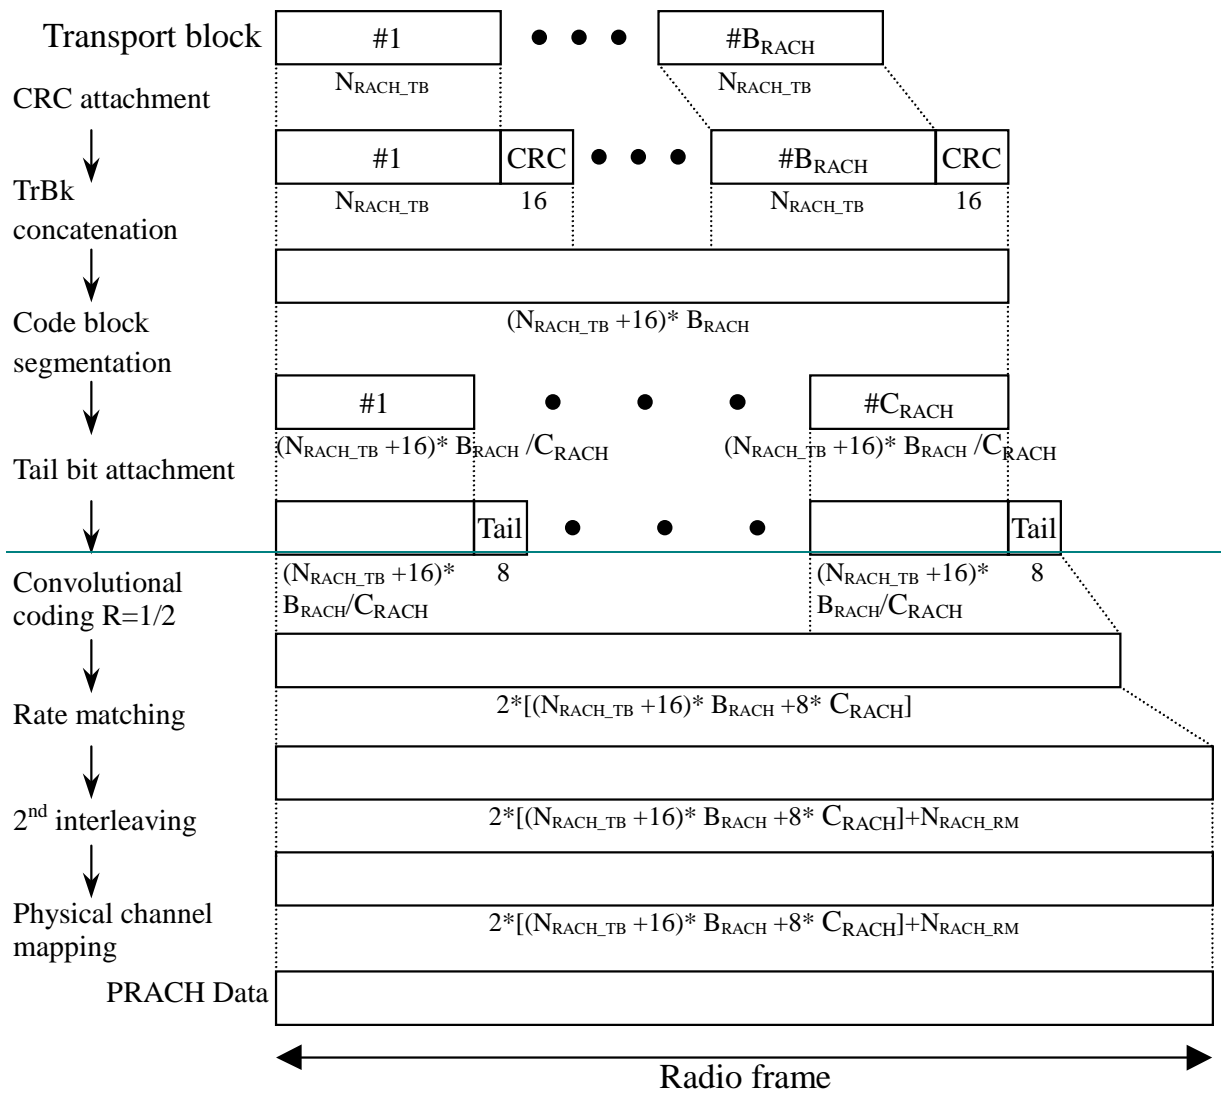 Transport block #1 • • • #B_RACH
N_RACH_TB N_RACH_TB
CRC attachment
#1 CRC • • • #B_RACH CRC
N_RACH_TB 16 N_RACH_TB 16
TrBk
concatenation
(N_RACH_TB +16)* B_RACH
Code block
segmentation
#1 • • • #C_RACH
(N_RACH_TB +16)* B_RACH /C_RACH (N_RACH_TB +16)* B_RACH /C_RACH
Tail bit attachment
Tail • • • Tail
(N_RACH_TB +16)* 8 (N_RACH_TB +16)* 8
B_RACH/C_RACH B_RACH/C_RACH
Convolutional
coding R=1/2
2*[(N_RACH_TB +16)* B_RACH +8* C_RACH]
Rate matching
2*[(N_RACH_TB +16)* B_RACH +8* C_RACH]+N_RACH_RM
2nd interleaving
2*[(N_RACH_TB +16)* B_RACH +8* C_RACH]+N_RACH_RM
Physical channel
mapping
PRACH Data
Radio frame